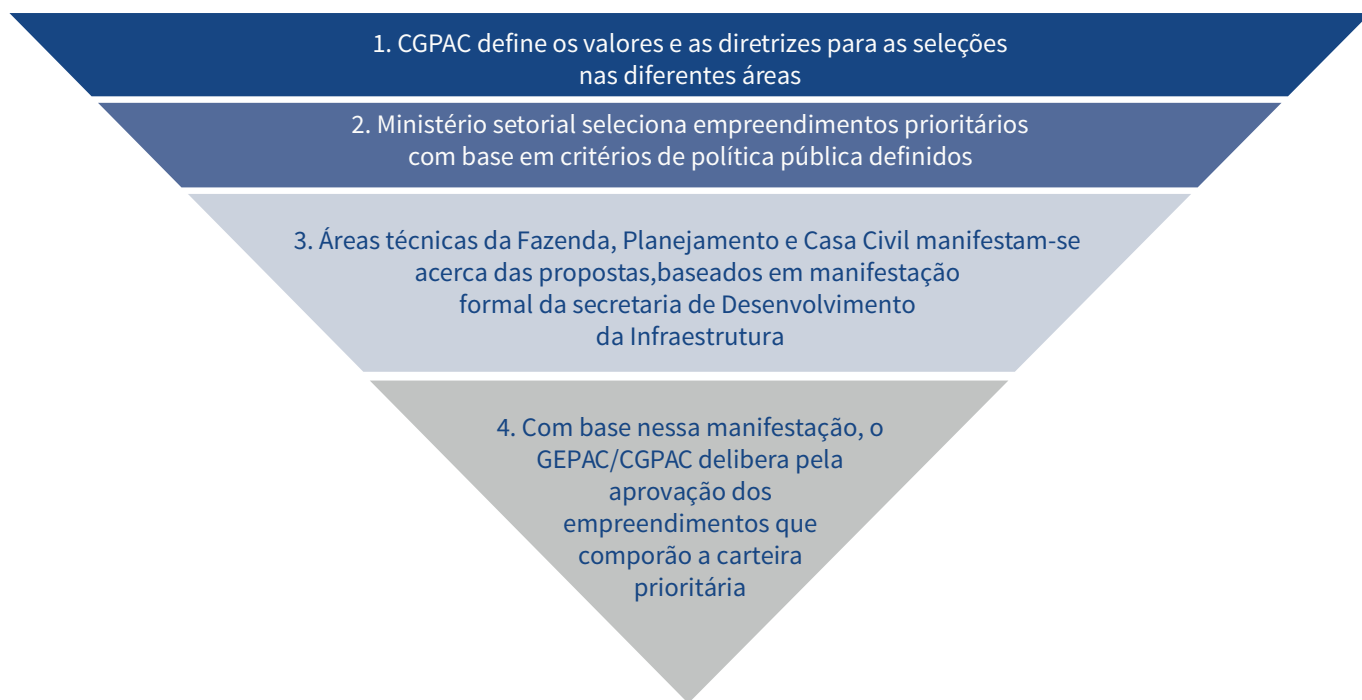 1. CGPAC define os valores e as diretrizes para as seleções
nas diferentes áreas
2. Ministério setorial seleciona empreendimentos prioritários
com base em critérios de política pública definidos
3. Áreas técnicas da Fazenda, Planejamento e Casa Civil manifestam-se
acerca das propostas,baseados em manifestação
formal da secretaria de Desenvolvimento
da Infraestrutura
4. Com base nessa manifestação, o
GEPAC/CGPAC delibera pela
aprovação dos
empreendimentos que
comporão a carteira
prioritária